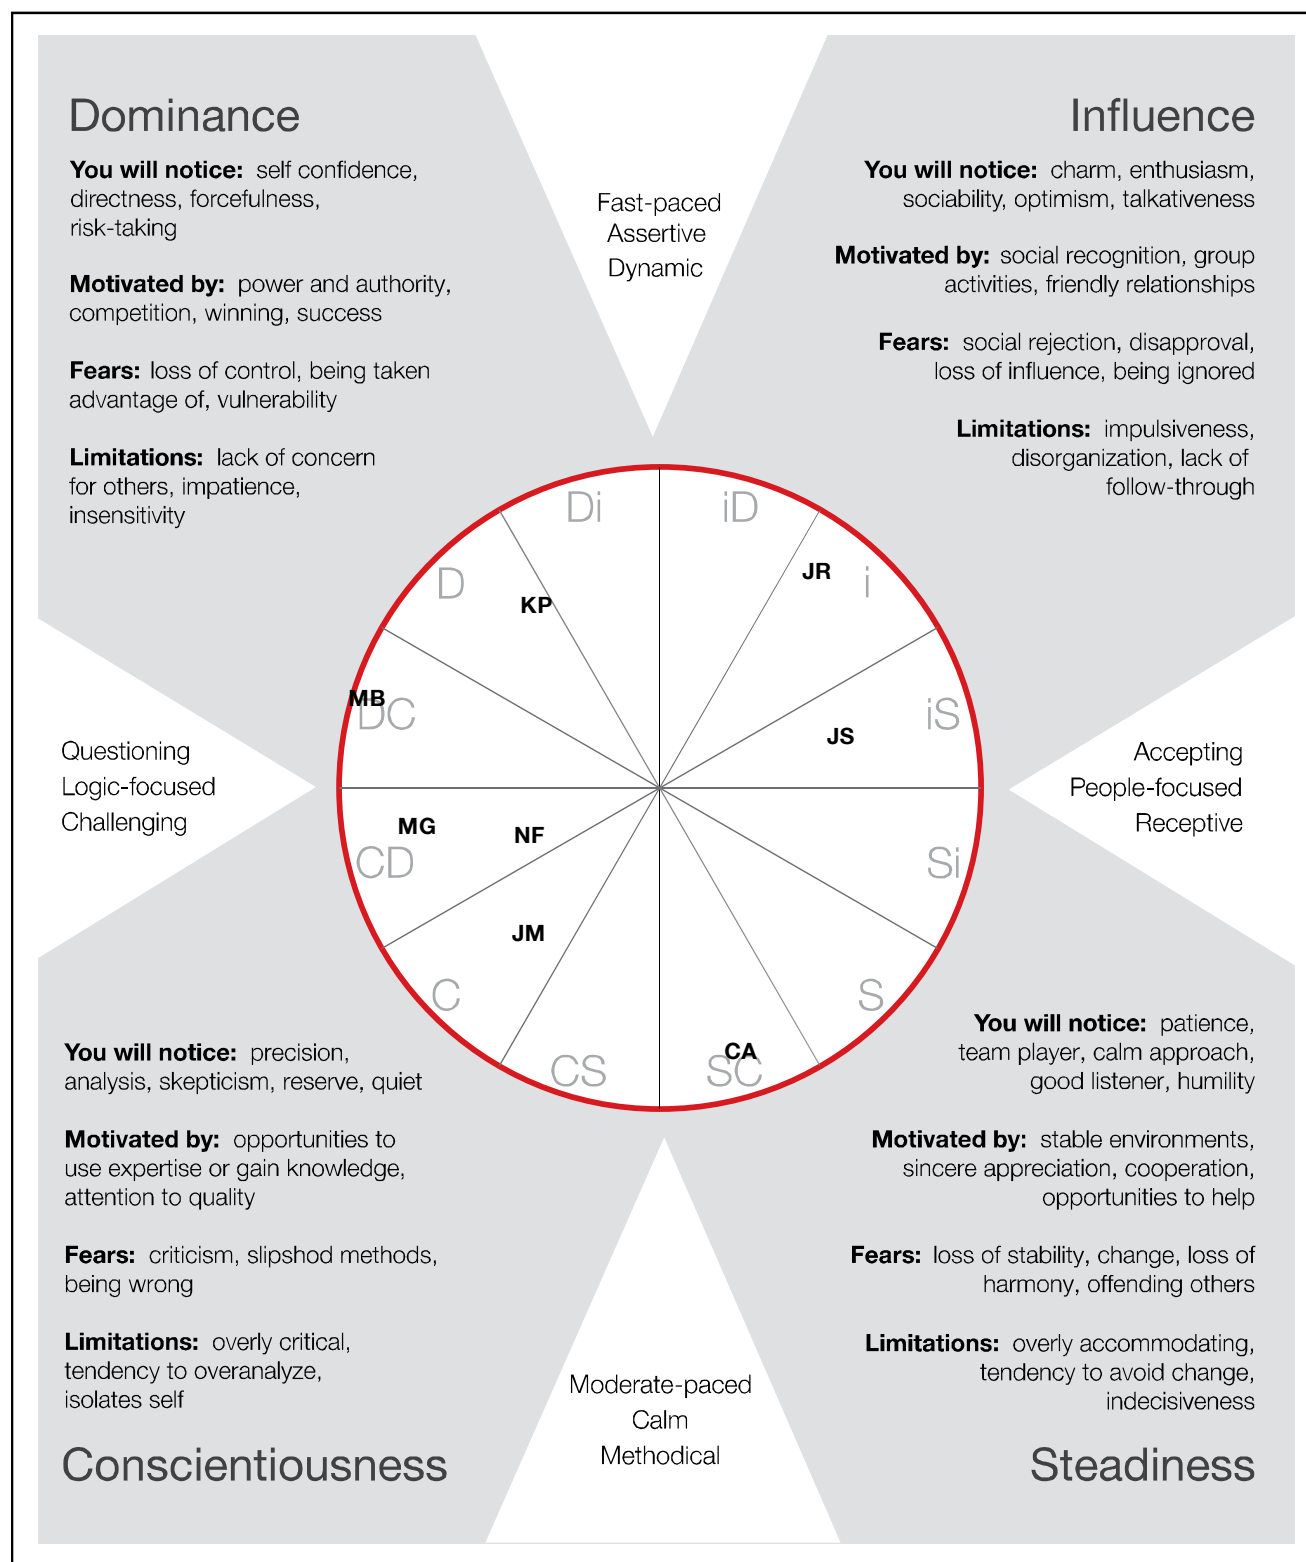 Dominance
You will notice: self confidence,
directness, forcefulness,
risk-taking
Motivated by: power and authority,
competition, winning, success
Fears: loss of control, being taken
advantage of, vulnerability
Limitations: lack of concern
for others, impatience,
insensitivity
Fast-paced
Assertive
Dynamic
Influence
You will notice: charm, enthusiasm,
sociability, optimism, talkativeness
Motivated by: social recognition, group
activities, friendly relationships
Fears: social rejection, disapproval,
loss of influence, being ignored
Limitations: impulsiveness,
disorganization, lack of
follow-through
Di
iD
D
KP
JR
i
MB
DC
JS
iS
Questioning
Logic-focused
Challenging
Accepting
People-focused
Receptive
MG
NF
CD
Si
JM
C
S
CS
CA
SC
You will notice: precision,
analysis, skepticism, reserve, quiet
Motivated by: opportunities to
use expertise or gain knowledge,
attention to quality
Fears: criticism, slipshod methods,
being wrong
Limitations: overly critical,
tendency to overanalyze,
isolates self
Conscientiousness
Moderate-paced
Calm
Methodical
You will notice: patience,
team player, calm approach,
good listener, humility
Motivated by: stable environments,
sincere appreciation, cooperation,
opportunities to help
Fears: loss of stability, change, loss of
harmony, offending others
Limitations: overly accommodating,
tendency to avoid change,
indecisiveness
Steadiness